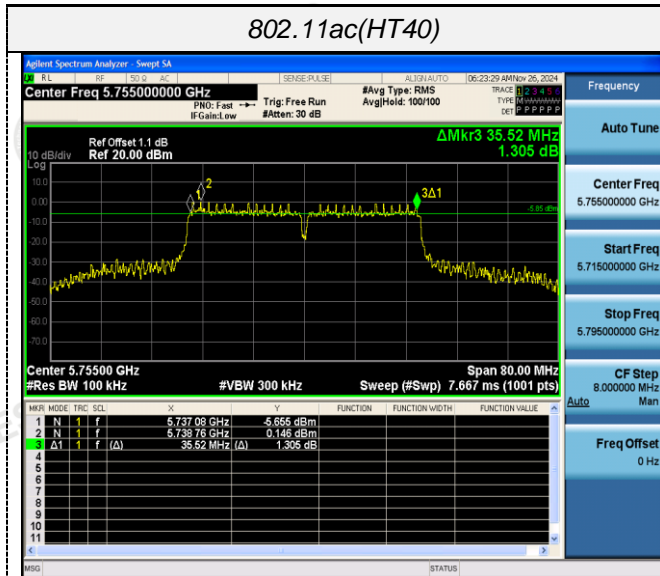 802.11ac(HT40)
Agilent Spectrum Analyzer - Swept SA
RL RF 50 Ω AC SENSE:PULSE ALIGN AUTO 06:23:29 AM Nov 26, 2024
Center Freq 5.755000000 GHz #Avg Type: RMS TRACE 1 2 3 4 5 6
PNO: Fast Trig: Free Run Avg|Hold: 100/100 TYPE M
IFGain:Low #Atten: 30 dB DET P P P P P P
Ref Offset 1.1 dB ΔMkr3 35.52 MHz
10 dB/div Ref 20.00 dBm 1.305 dB
Log
10.0
0.00
-10.0
-20.0
-30.0
-40.0
-50.0
-60.0
-70.0
1 2 3Δ1
-5.85 dBm
Center 5.75500 GHz Span 80.00 MHz
#Res BW 100 kHz #VBW 300 kHz Sweep (#Swp) 7.667 ms (1001 pts)
MKR MODE TRC SCL X Y FUNCTION FUNCTION WIDTH FUNCTION VALUE
1 N 1 f 5.737 08 GHz -5.655 dBm
2 N 1 f 5.738 76 GHz 0.146 dBm
3 Δ1 1 f (Δ) 35.52 MHz (Δ) 1.305 dB
4
5
6
7
8
9
10
11
MSG STATUS
Frequency
Auto Tune
Center Freq
5.755000000 GHz
Start Freq
5.715000000 GHz
Stop Freq
5.795000000 GHz
CF Step
8.000000 MHz
Auto Man
Freq Offset
0 Hz